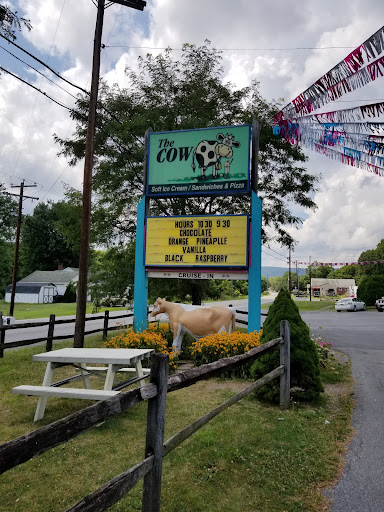 The
COW
Soft Ice Cream / Sandwiches & Pizza
HOURS 10 30 9 30
CHOCOLATE
ORANGE PINEAPLLE
VANILLA
BLACK RASPBERRY
CRUISE-IN